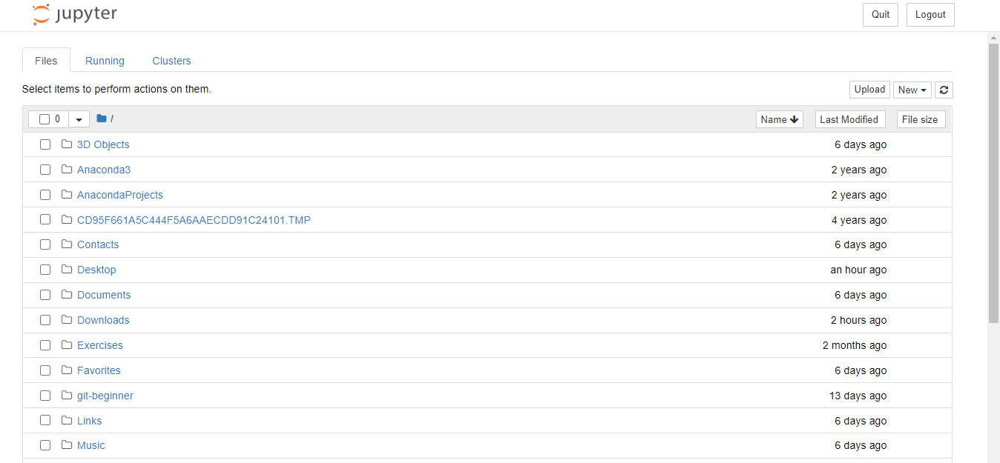 jupyter Quit Logout
Files Running Clusters
Select items to perform actions on them. Upload New
0 / Name Last Modified File size
3D Objects 6 days ago
Anaconda3 2 years ago
AnacondaProjects 2 years ago
CD95F661A5C444F5A6AAECDD91C24101.TMP 4 years ago
Contacts 6 days ago
Desktop an hour ago
Documents 6 days ago
Downloads 2 hours ago
Exercises 2 months ago
Favorites 6 days ago
git-beginner 13 days ago
Links 6 days ago
Music 6 days ago